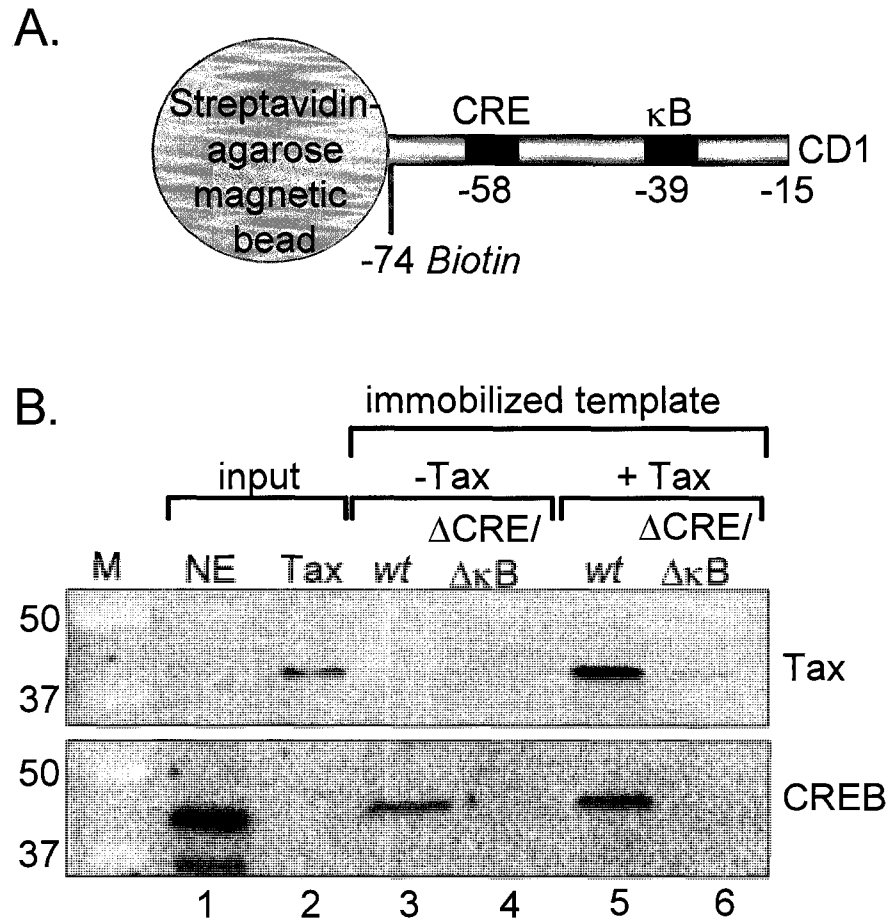 A.
Streptavidin-
agarose
magnetic
bead
CRE
κB
CD1
-58
-39
-15
-74 Biotin
B.
immobilized template
input
-Tax
+ Tax
ΔCRE/
ΔCRE/
M
NE
Tax
wt
ΔκB
wt
ΔκB
50
37
Tax
50
37
CREB
1
2
3
4
5
6